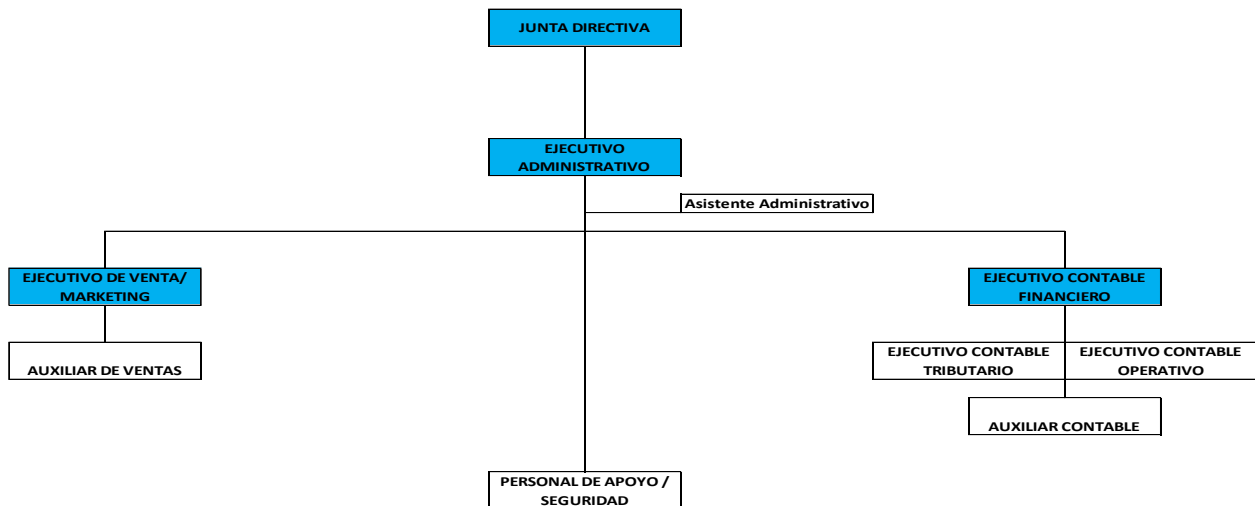 JUNTA DIRECTIVA
EJECUTIVO
ADMINISTRATIVO
Asistente Administrativo
EJECUTIVO DE VENTA/
MARKETING
EJECUTIVO CONTABLE
FINANCIERO
AUXILIAR DE VENTAS
EJECUTIVO CONTABLE
TRIBUTARIO
EJECUTIVO CONTABLE
OPERATIVO
AUXILIAR CONTABLE
PERSONAL DE APOYO /
SEGURIDAD